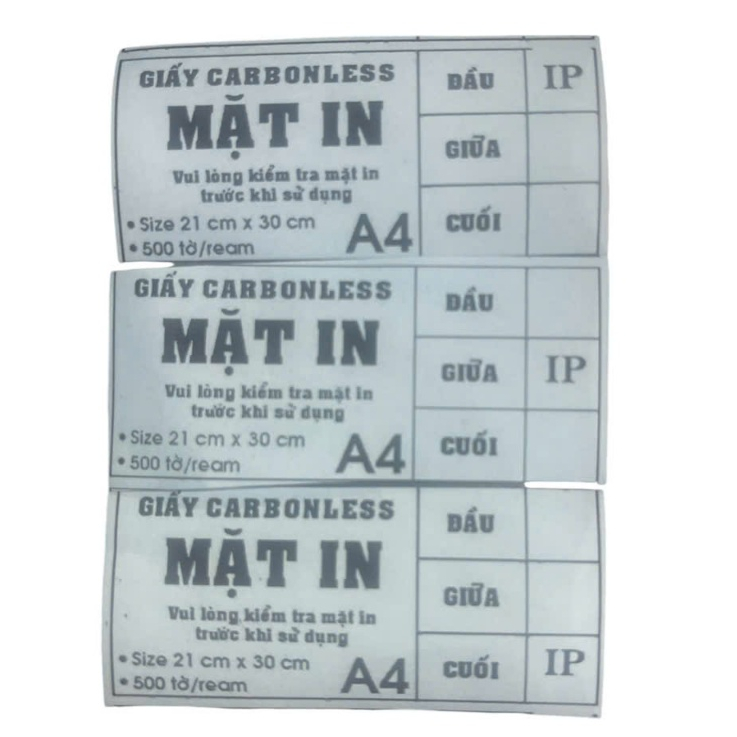 GIẤY CARBONLESS
MẶT IN
Vui lòng kiểm tra mặt in
trước khi sử dụng
• Size 21 cm x 30 cm
• 500 tờ/ream
A4
ĐẦU IP
GIỮA
CUỐI
GIẤY CARBONLESS
MẶT IN
Vui lòng kiểm tra mặt in
trước khi sử dụng
• Size 21 cm x 30 cm
• 500 tờ/ream
A4
ĐẦU
GIỮA IP
CUỐI
GIẤY CARBONLESS
MẶT IN
Vui lòng kiểm tra mặt in
trước khi sử dụng
• Size 21 cm x 30 cm
• 500 tờ/ream
A4
ĐẦU
GIỮA
CUỐI IP